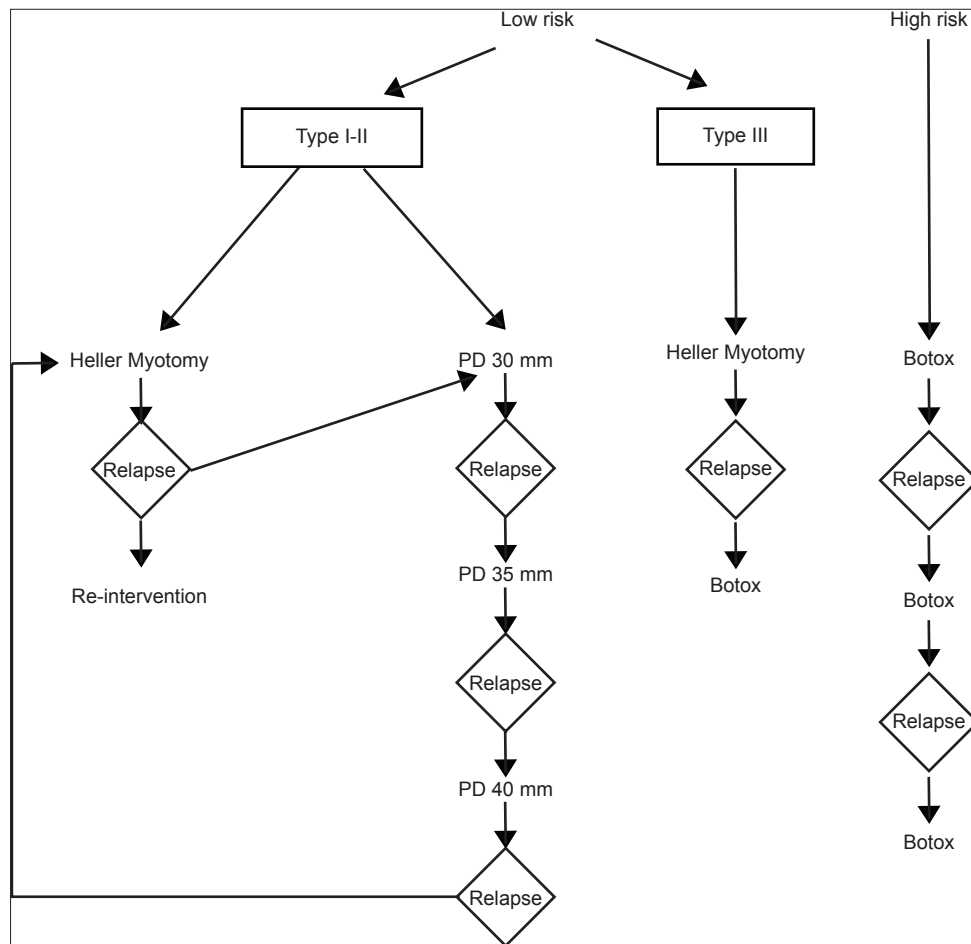 Low risk
High risk
Type I-II
Type III
Heller Myotomy
PD 30 mm
Heller Myotomy
Botox
Relapse
Relapse
Relapse
Relapse
PD 35 mm
Botox
Re-intervention
Botox
Relapse
Relapse
PD 40 mm
Botox
Relapse